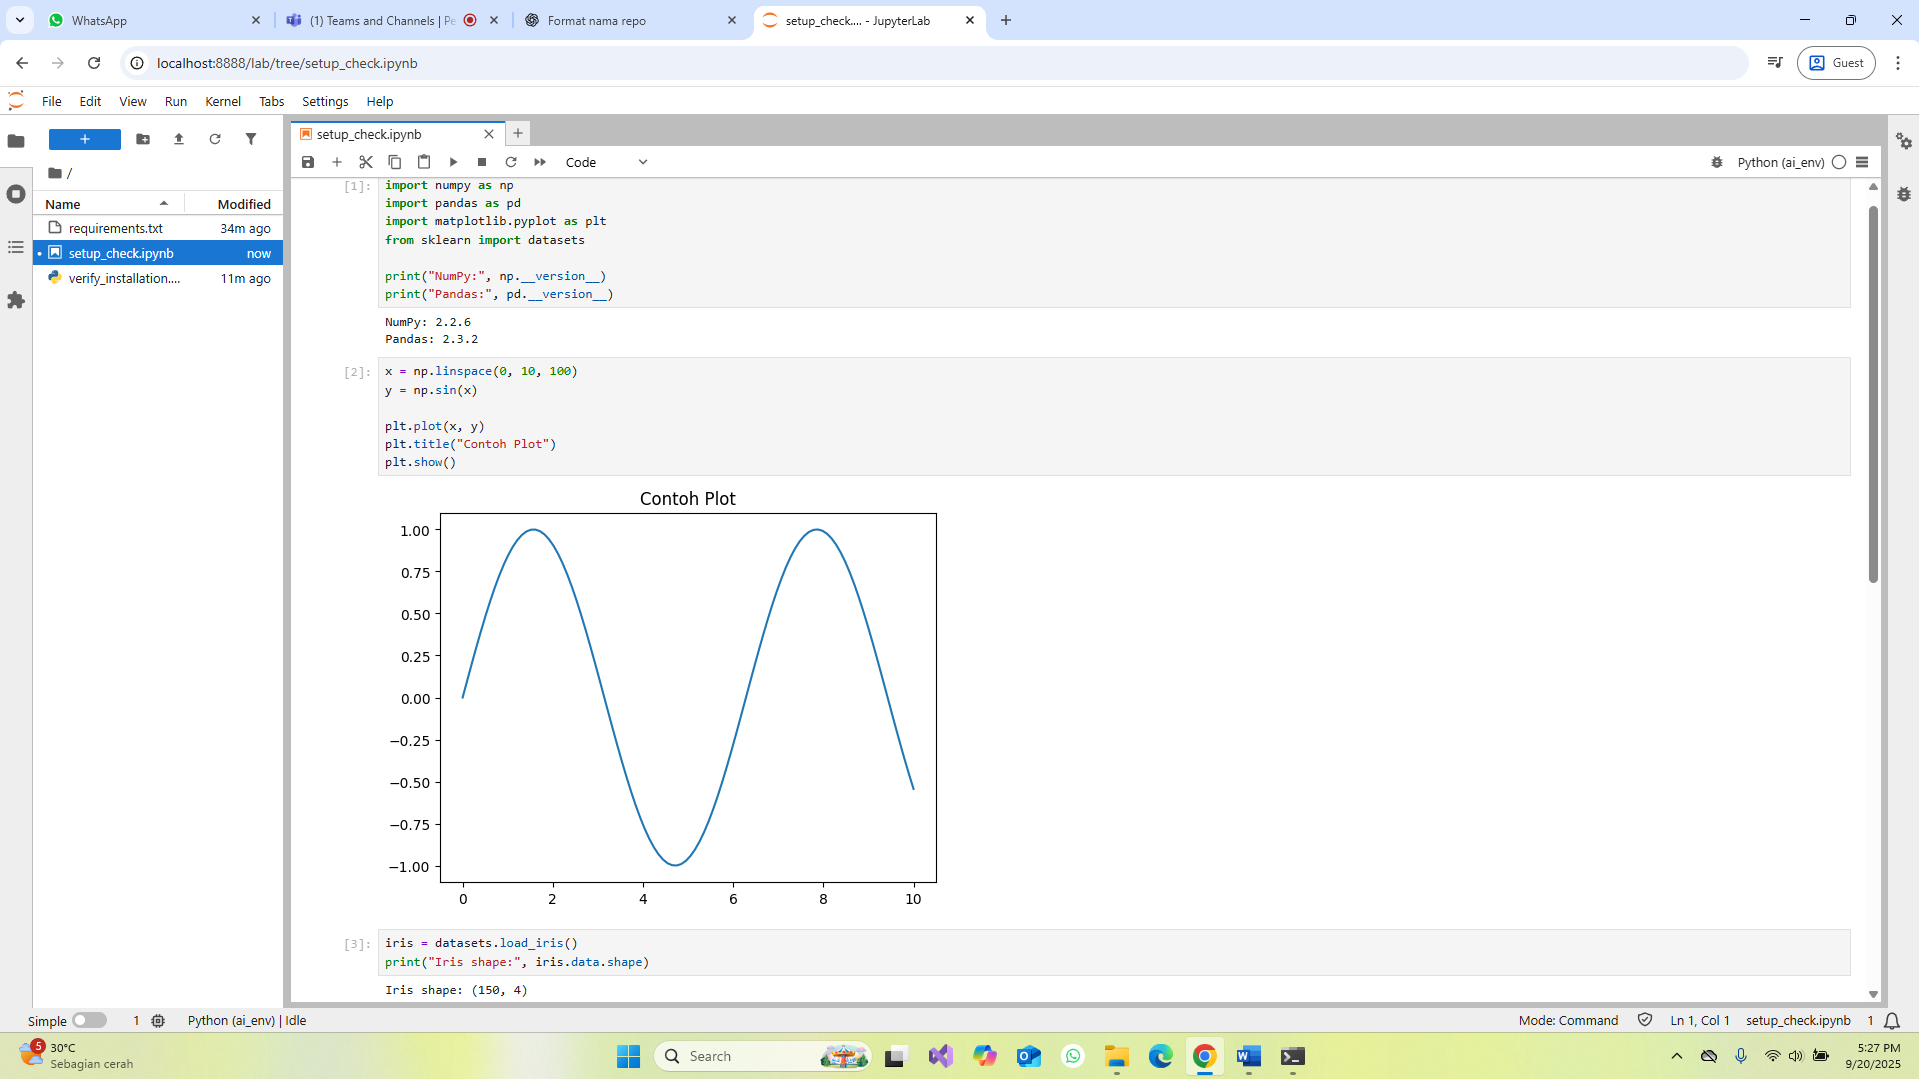 WhatsApp
(1) Teams and Channels | Pe
Format nama repo
setup_check.... - JupyterLab
localhost:8888/lab/tree/setup_check.ipynb
Guest
File Edit View Run Kernel Tabs Settings Help
+
/
Name Modified
requirements.txt 34m ago
setup_check.ipynb now
verify_installation.... 11m ago
setup_check.ipynb
Code
Python (ai_env)
[1]:
import numpy as np
import pandas as pd
import matplotlib.pyplot as plt
from sklearn import datasets
print("NumPy:", np.__version__)
print("Pandas:", pd.__version__)
NumPy: 2.2.6
Pandas: 2.3.2
[2]:
x = np.linspace(0, 10, 100)
y = np.sin(x)
plt.plot(x, y)
plt.title("Contoh Plot")
plt.show()
Contoh Plot
1.00
0.75
0.50
0.25
0.00
−0.25
−0.50
−0.75
−1.00
0 2 4 6 8 10
[3]:
iris = datasets.load_iris()
print("Iris shape:", iris.data.shape)
Iris shape: (150, 4)
Simple 1 Python (ai_env) | Idle Mode: Command Ln 1, Col 1 setup_check.ipynb 1
5
30°C
Sebagian cerah
Search
5:27 PM
9/20/2025